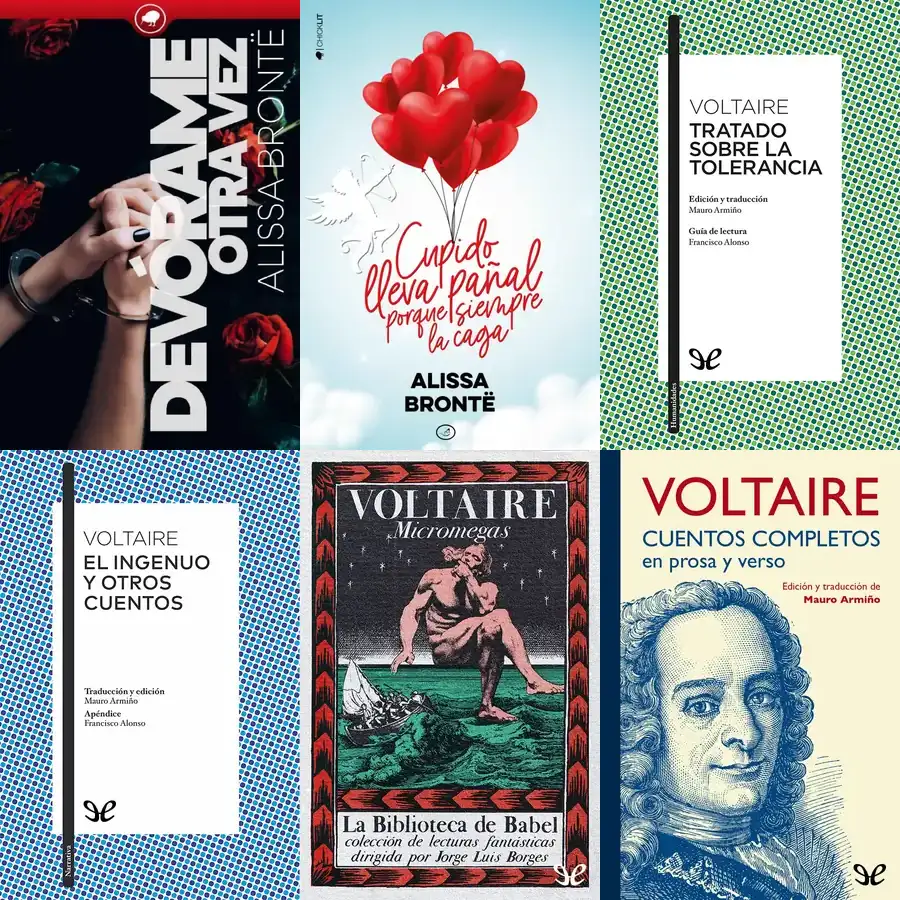 DEVÓRAME
OTRA VEZ
ALISSA BRONTË
CHICKLIT
Cupido
lleva pañal
porque siempre
la caga
ALISSA
BRONTË
VOLTAIRE
TRATADO
SOBRE LA
TOLERANCIA
Edición y traducción
Mauro Armiño
Guía de lectura
Francisco Alonso
Humanidades
VOLTAIRE
EL INGENUO
Y OTROS
CUENTOS
Traducción y edición
Mauro Armiño
Apéndice
Francisco Alonso
Narrativa
VOLTAIRE
Micromegas
La Biblioteca de Babel
colección de lecturas fantásticas
dirigida por Jorge Luis Borges
VOLTAIRE
CUENTOS COMPLETOS
en prosa y verso
Edición y traducción de
Mauro Armiño